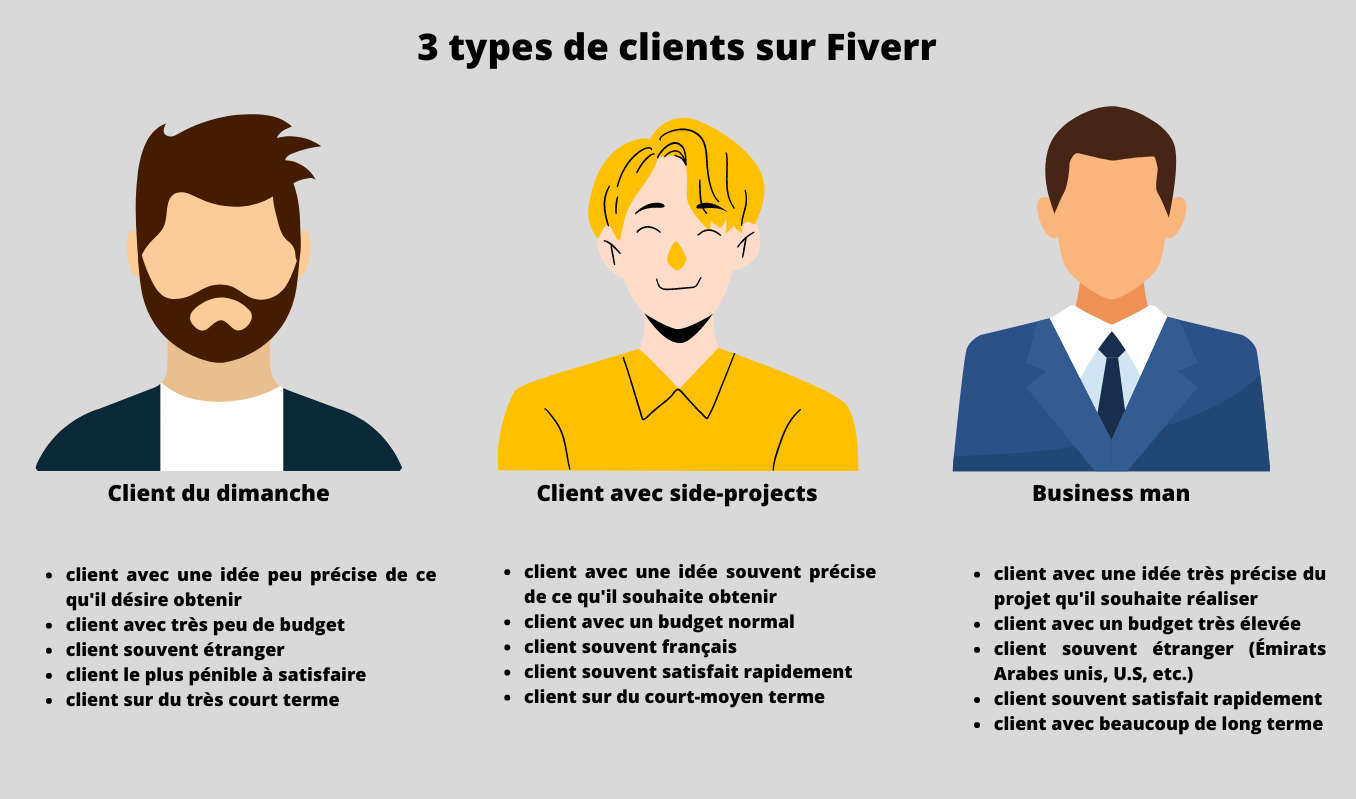 3 types de clients sur Fiverr
Client du dimanche
client avec une idée peu précise de ce
qu'il désire obtenir
client avec très peu de budget
client souvent étranger
client le plus pénible à satisfaire
client sur du très court terme
Client avec side-projects
client avec une idée souvent précise
de ce qu'il souhaite obtenir
client avec un budget normal
client souvent français
client souvent satisfait rapidement
client sur du court-moyen terme
Business man
client avec une idée très précise du
projet qu'il souhaite réaliser
client avec un budget très élevée
client souvent étranger (Émirats
Arabes unis, U.S, etc.)
client souvent satisfait rapidement
client avec beaucoup de long terme